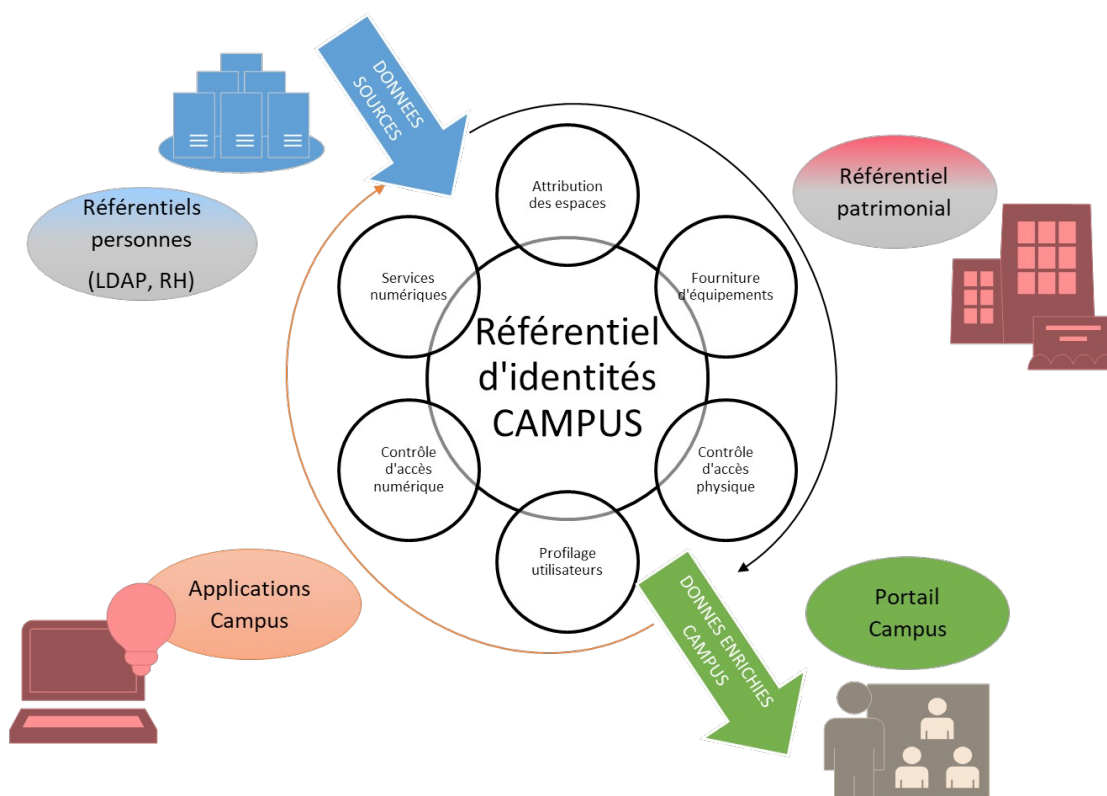 DONNEES
SOURCES
Référentiels
personnes
(LDAP, RH)
Attribution
des espaces
Référentiel
patrimonial
Services
numériques
Fourniture
d'équipements
Référentiel
d'identités
CAMPUS
Contrôle
d'accès
numérique
Contrôle
d'accès
physique
Profilage
utilisateurs
Applications
Campus
DONNES ENRICHIES
CAMPUS
Portail
Campus